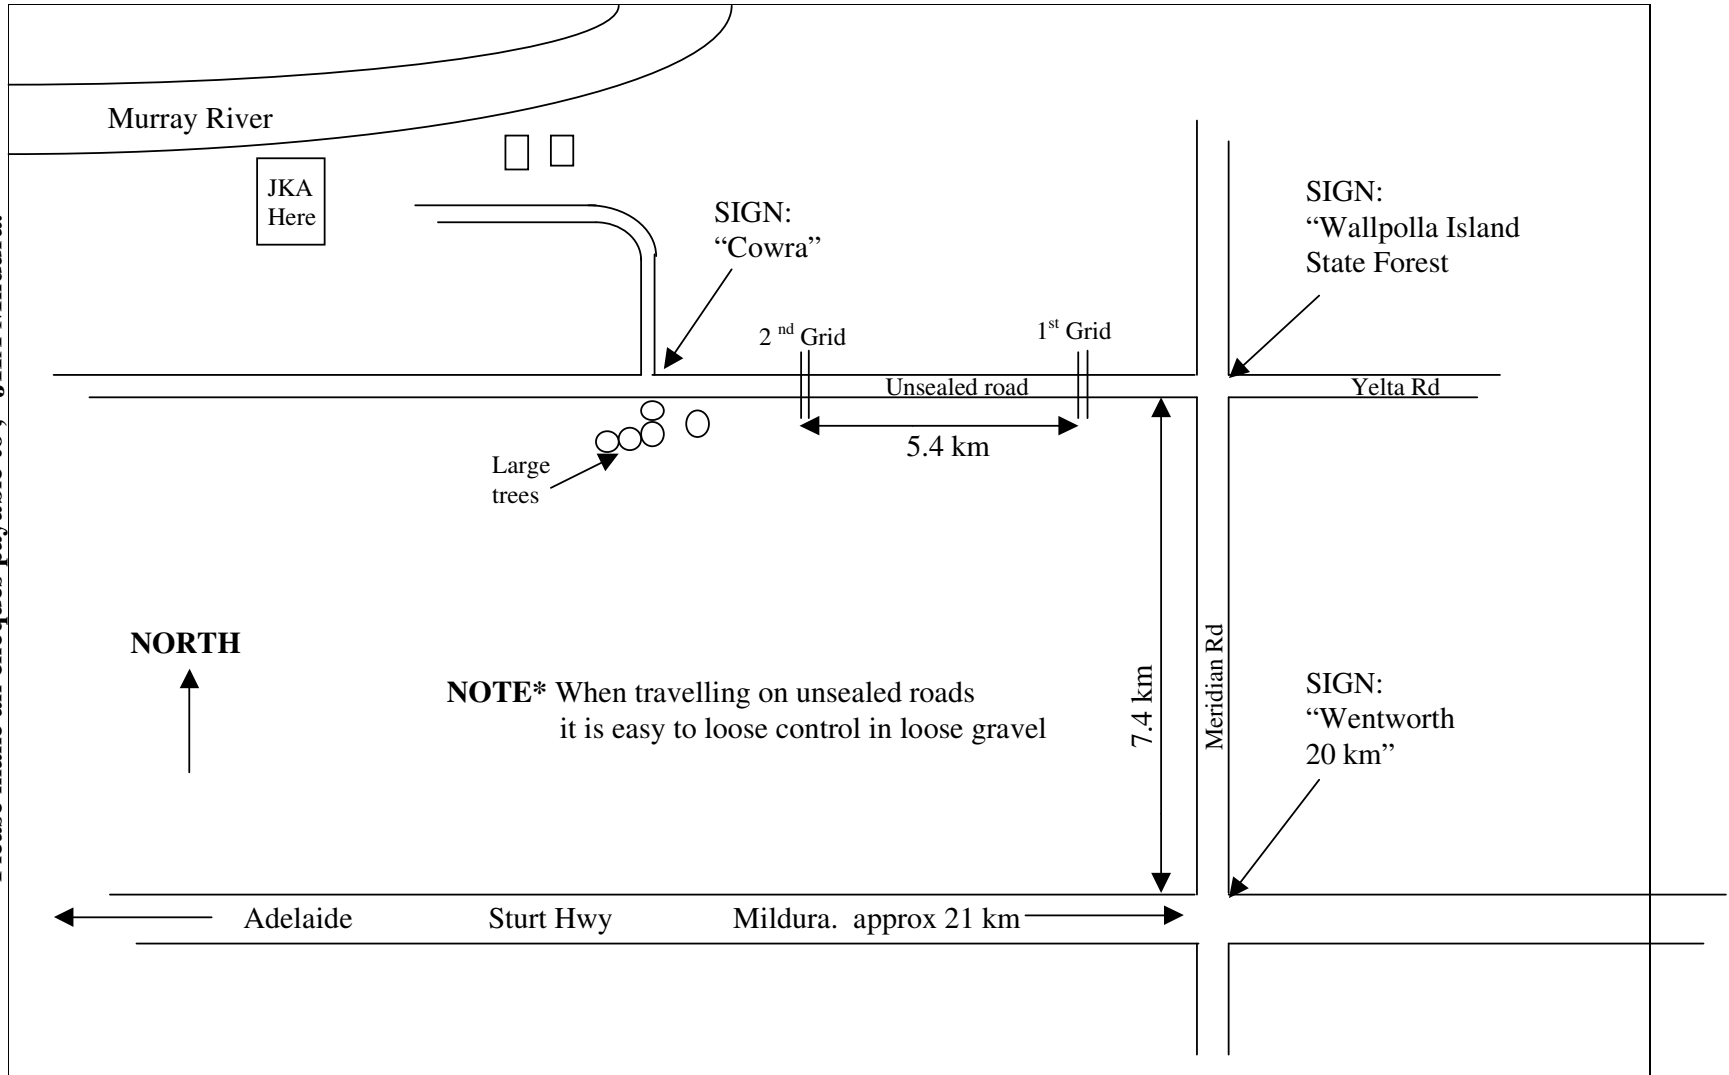 Murray River
JKA
Here
SIGN:
“Cowra”
SIGN:
“Wallpolla Island
State Forest
2 nd Grid
1st Grid
Unsealed road
Yelta Rd
5.4 km
Large
trees
NORTH
NOTE* When travelling on unsealed roads
it is easy to loose control in loose gravel
7.4 km
Meridian Rd
SIGN:
“Wentworth
20 km”
Adelaide
Sturt Hwy
Mildura. approx 21 km